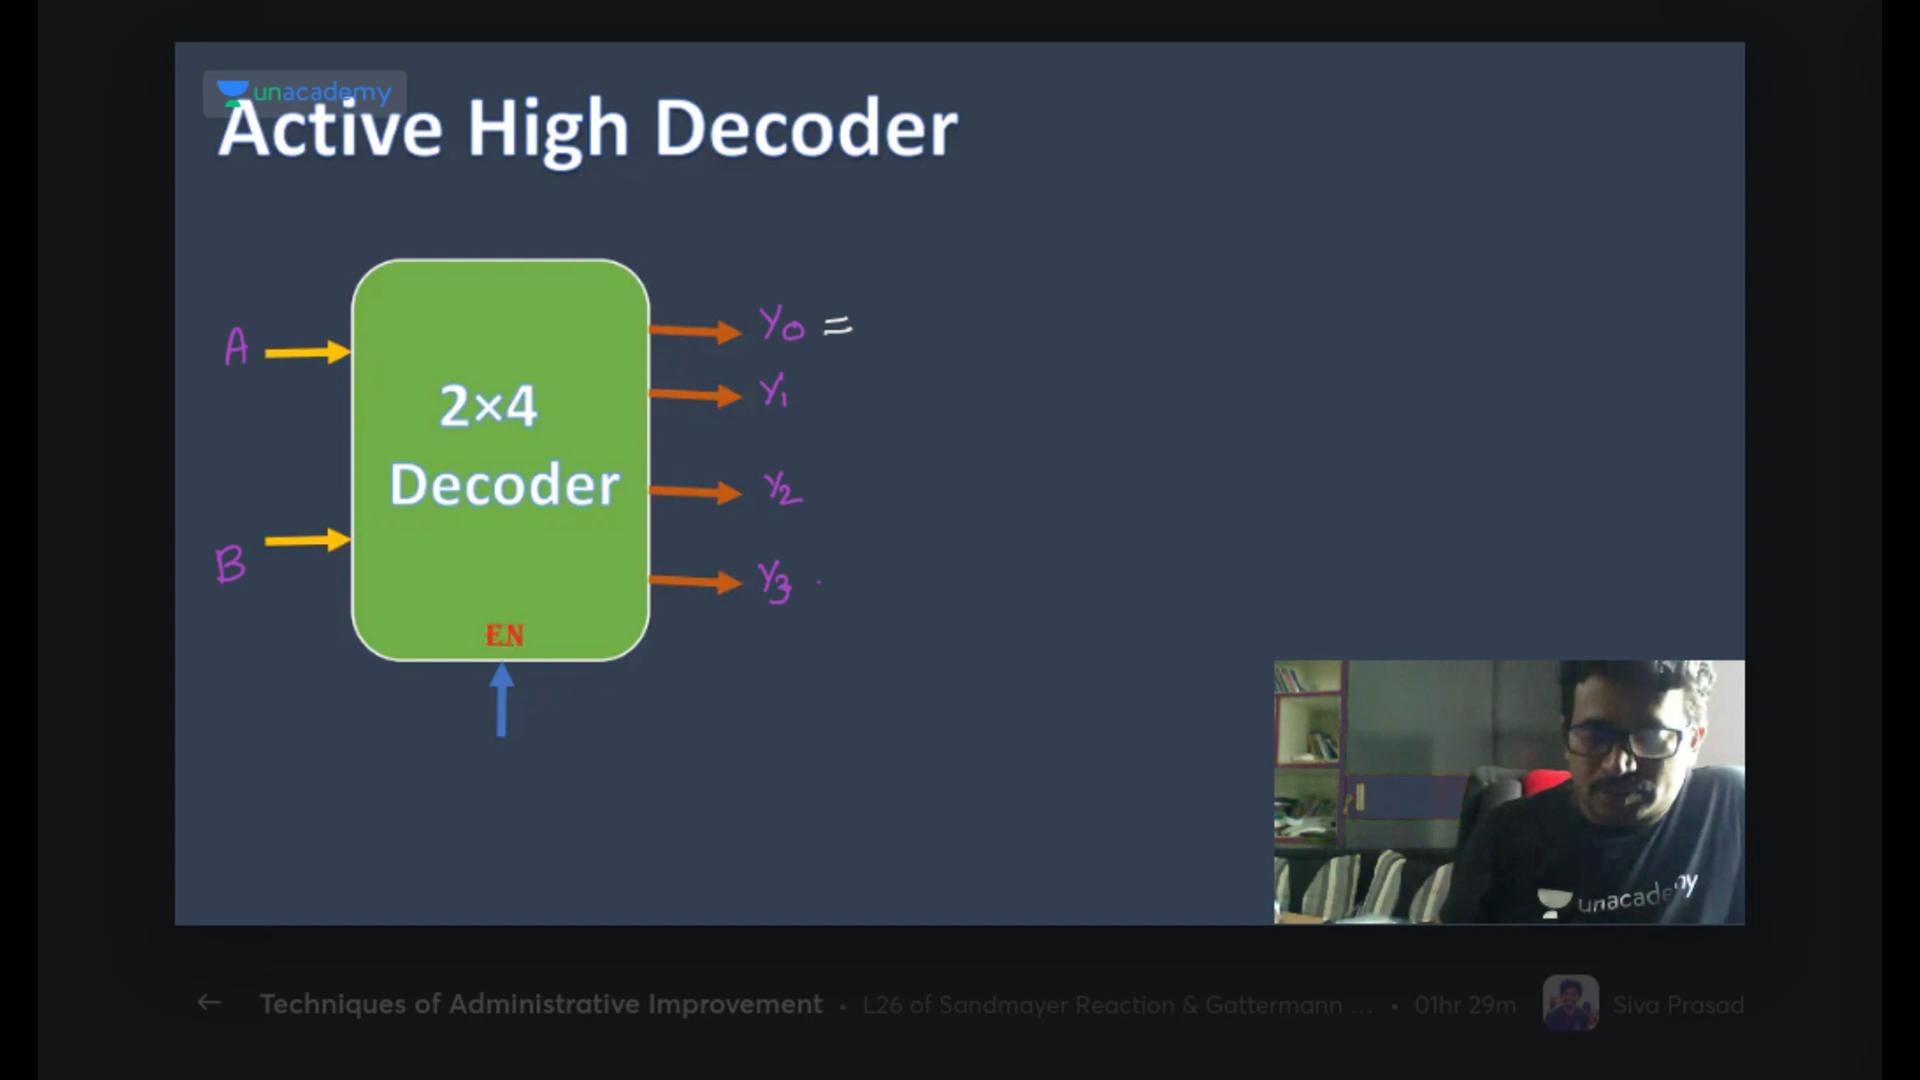 unacademy
Active High Decoder
A
B
2×4
Decoder
EN
Y0 =
Y1
Y2
Y3
unacademy
Techniques of Administrative Improvement • L26 of Sandmayer Reaction & Gattermann ... • 01hr 29m Siva Prasad